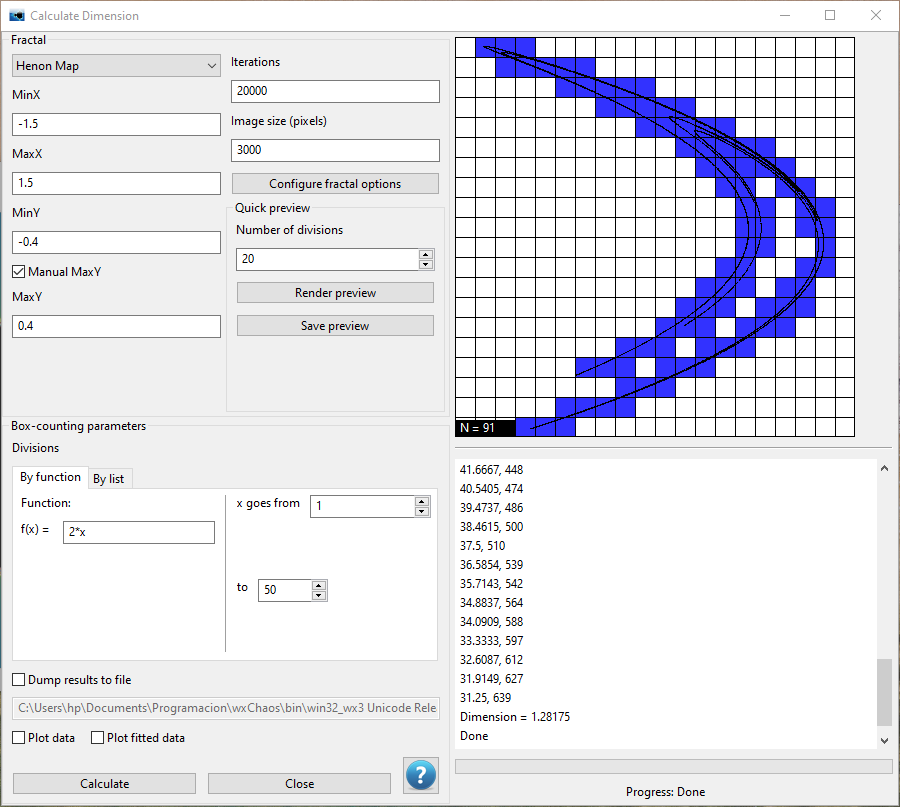 Calculate Dimension
Fractal
Henon Map
MinX
-1.5
MaxX
1.5
MinY
-0.4
Manual MaxY
MaxY
0.4
Iterations
20000
Image size (pixels)
3000
Configure fractal options
Quick preview
Number of divisions
20
Render preview
Save preview
N = 91
Box-counting parameters
Divisions
By function
By list
Function:
f(x) =
2*x
x goes from
1
to
50
Dump results to file
C:\Users\hp\Documents\Programacion\wxChaos\bin\win32_wx3 Unicode Rele
Plot data
Plot fitted data
Calculate
Close
?
41.6667, 448
40.5405, 474
39.4737, 486
38.4615, 500
37.5, 510
36.5854, 539
35.7143, 542
34.8837, 564
34.0909, 588
33.3333, 597
32.6087, 612
31.9149, 627
31.25, 639
Dimension = 1.28175
Done
Progress: Done